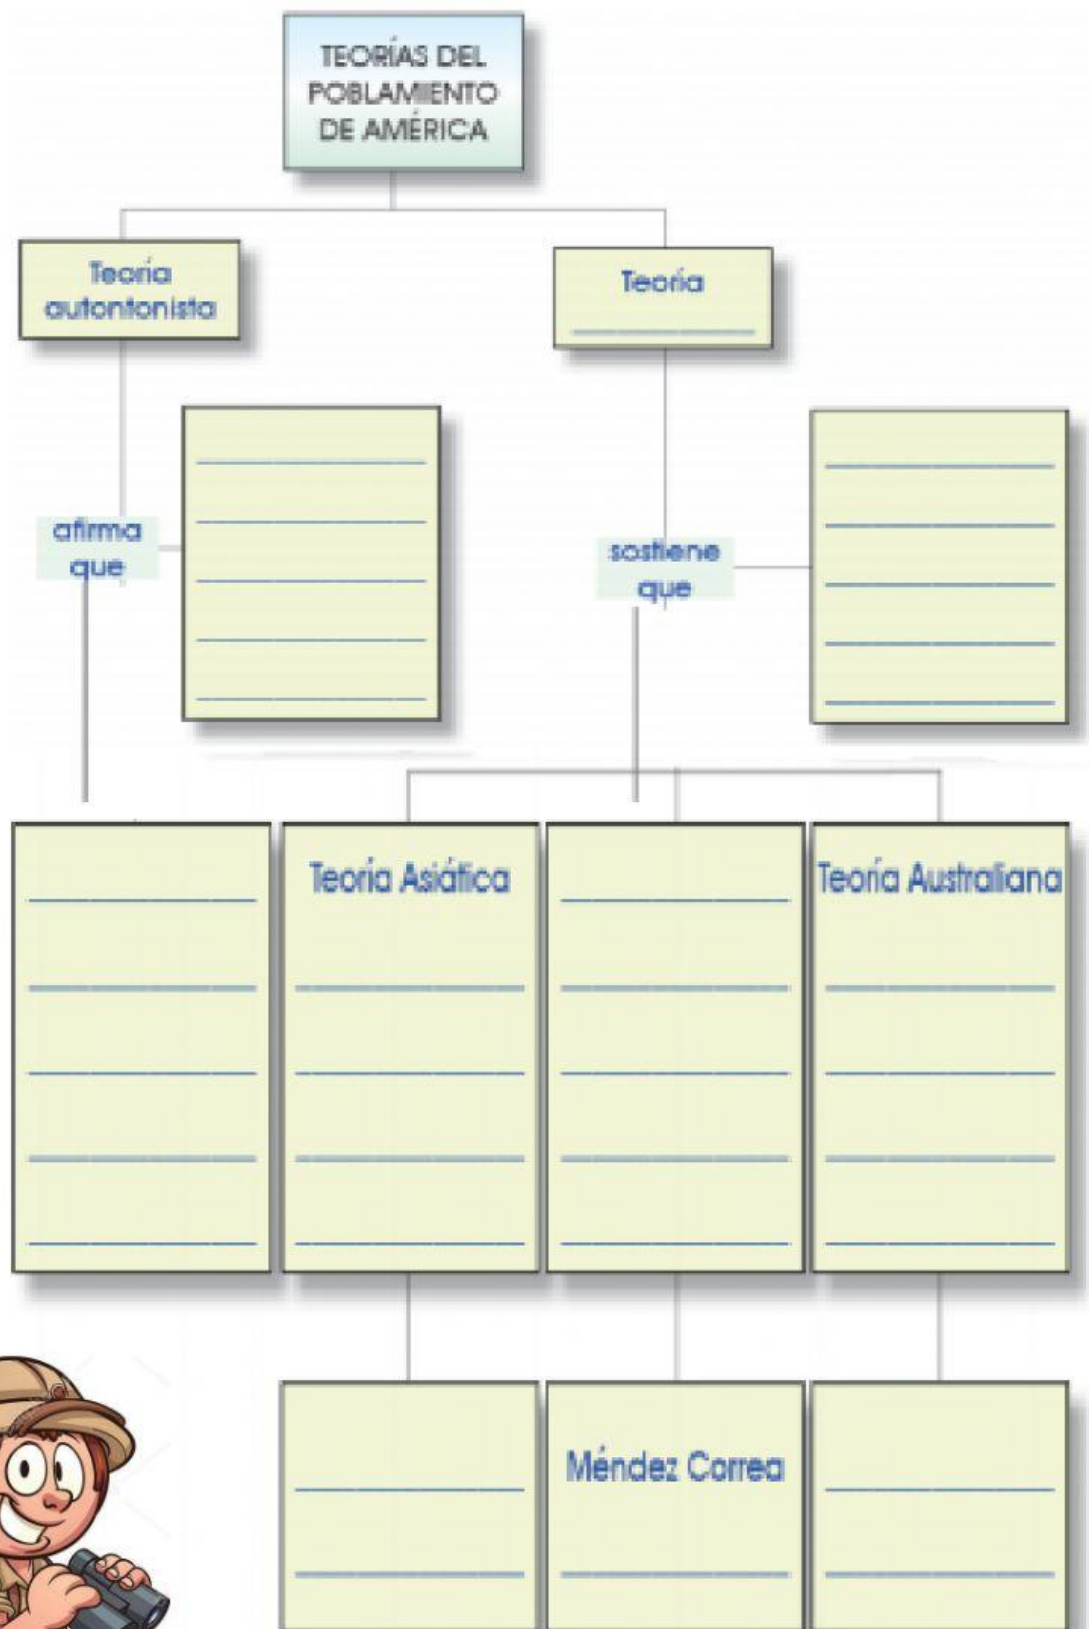 TEORÍAS DEL
POBLAMIENTO
DE AMÉRICA
Teoría
autontonista
Teoría
afirma
que
sostiene
que
Teoría Asiática
Teoría Australiana
Méndez Correa